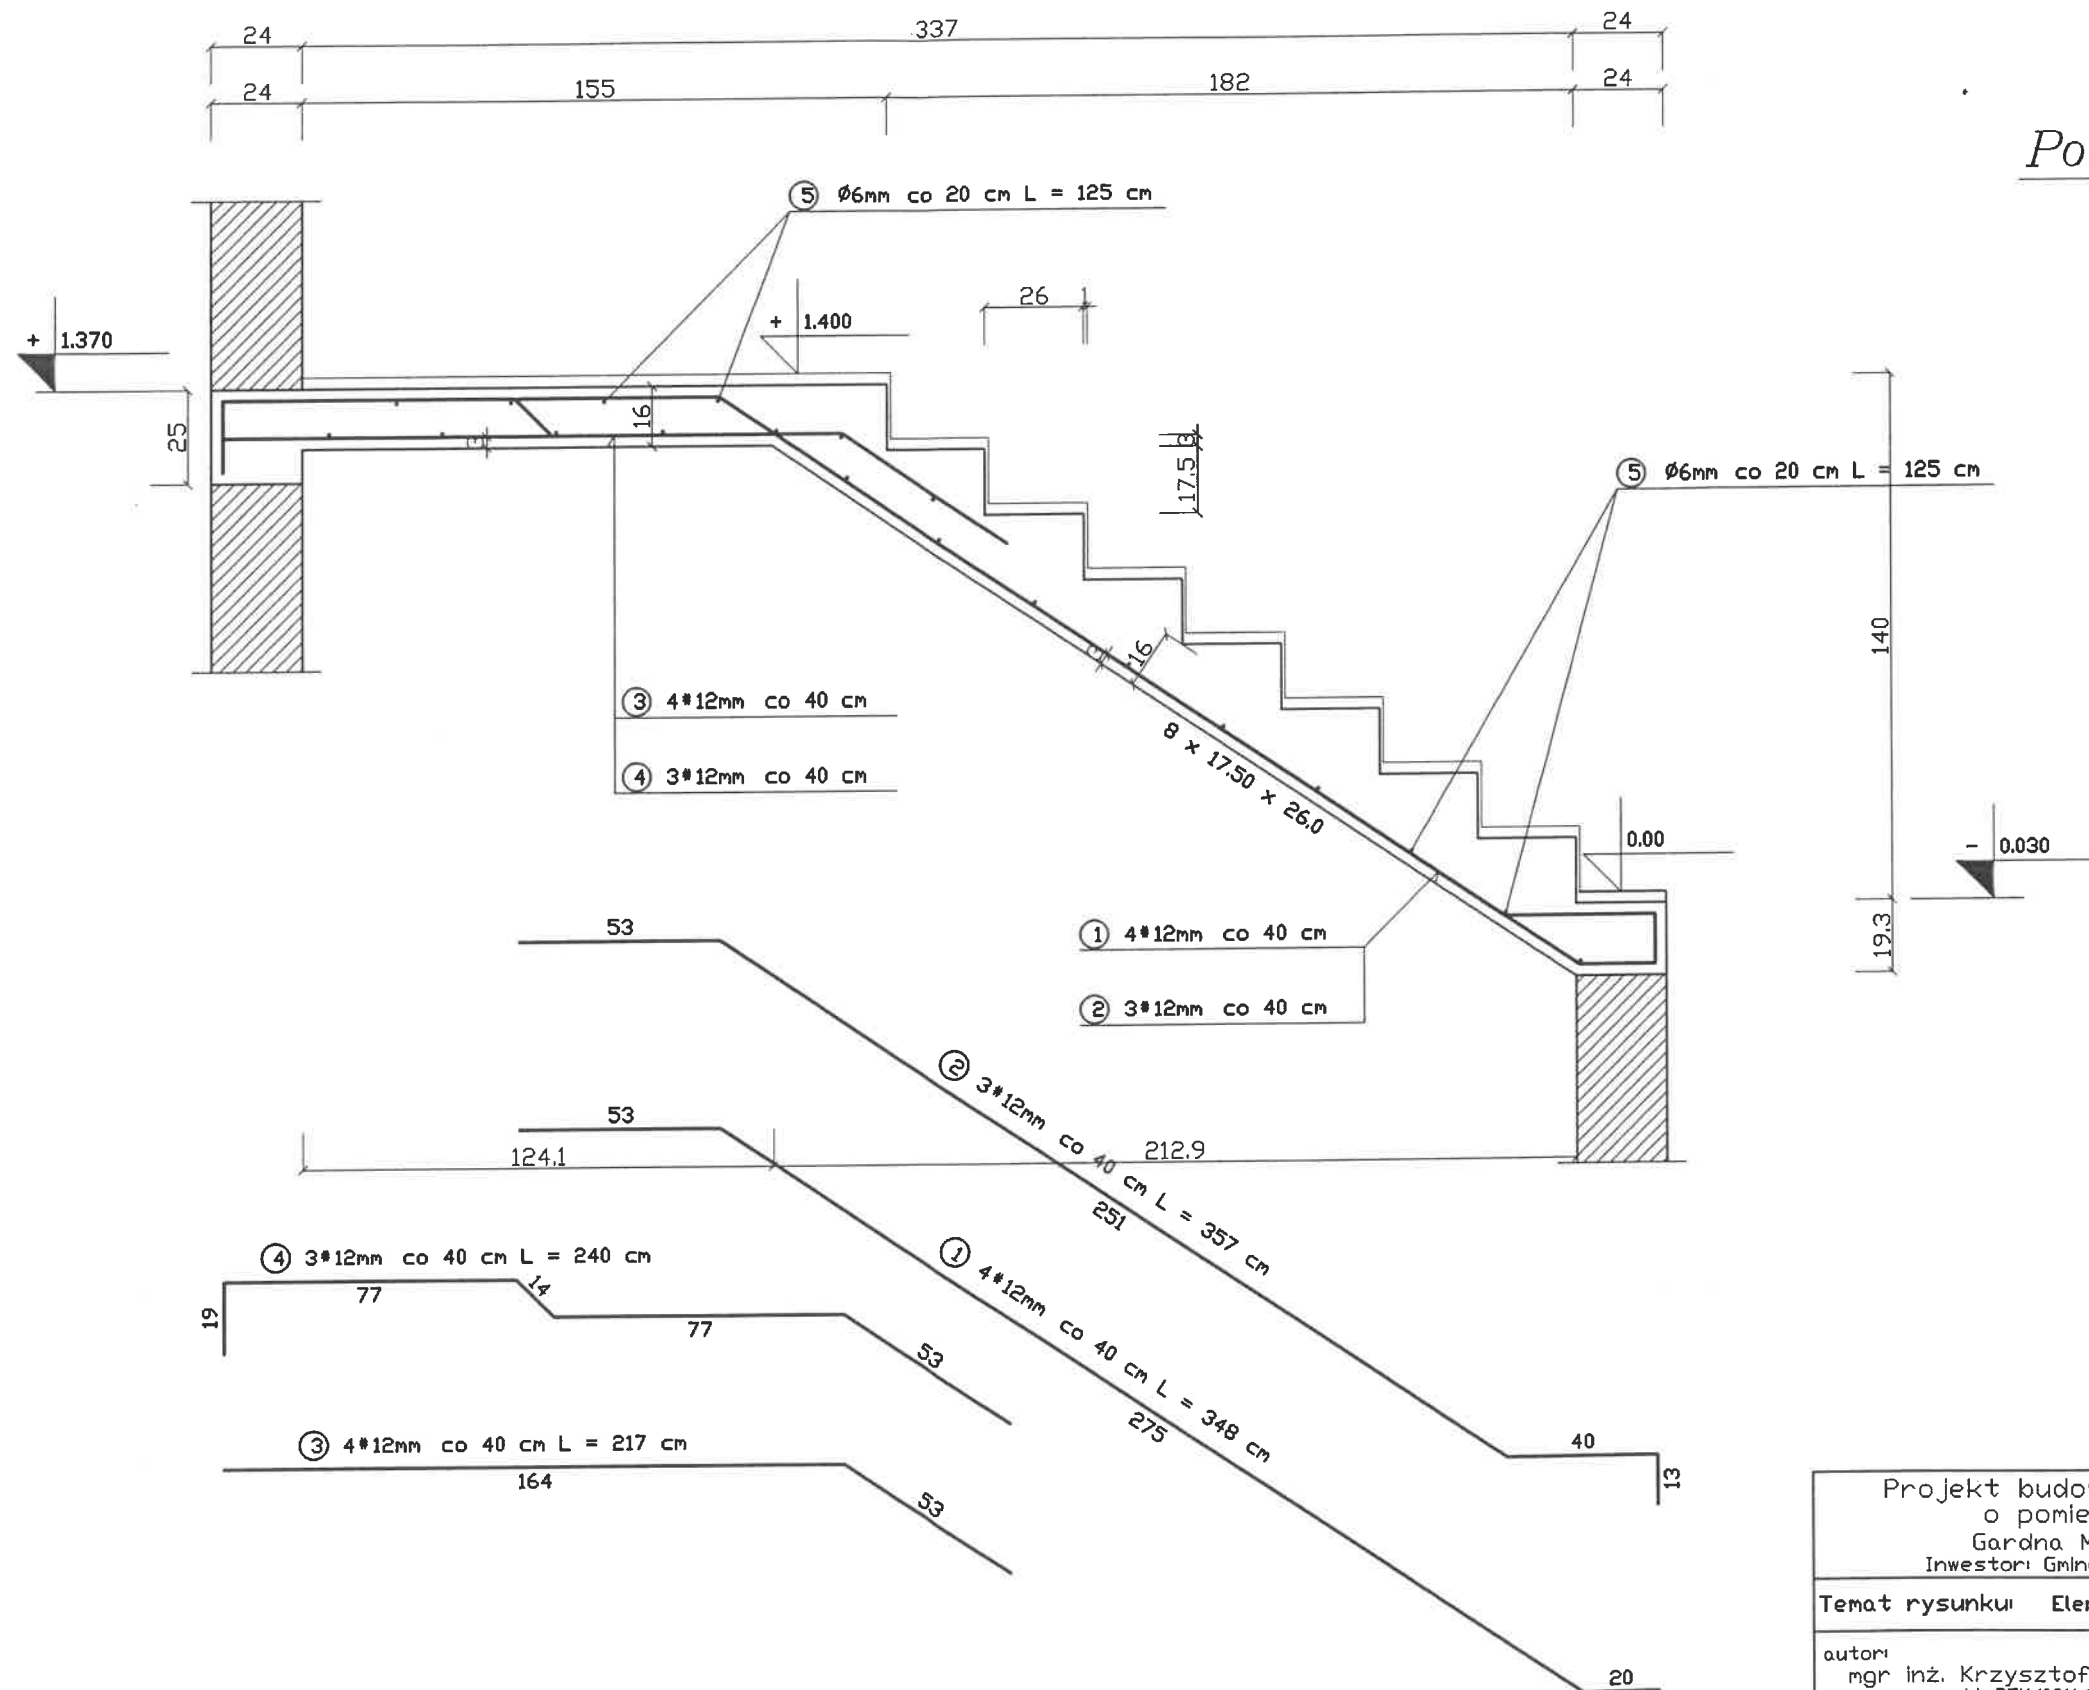 24 337 24
24 155 182 24
Po
⑤ Ø6mm co 20 cm L = 125 cm
26 1
+ 1.400
+ 1.370
25
16
3
3
17.5
⑤ Ø6mm co 20 cm L = 125 cm
140
3
16
③ 4#12mm co 40 cm
④ 3#12mm co 40 cm
8 x 17.50 x 26.0
0.00
- 0.030
19.3
① 4#12mm co 40 cm
② 3#12mm co 40 cm
53
② 3#12mm co 40 cm L = 357 cm
251
40
13
53
124.1
212.9
① 4#12mm co 40 cm L = 348 cm
275
20
④ 3#12mm co 40 cm L = 240 cm
19
77
14
77
53
③ 4#12mm co 40 cm L = 217 cm
164
53
Projekt budo
o pomie
Gardna M
Inwestor: Gmin
Temat rysunku: Ele
autor:
mgr inż. Krzysztof